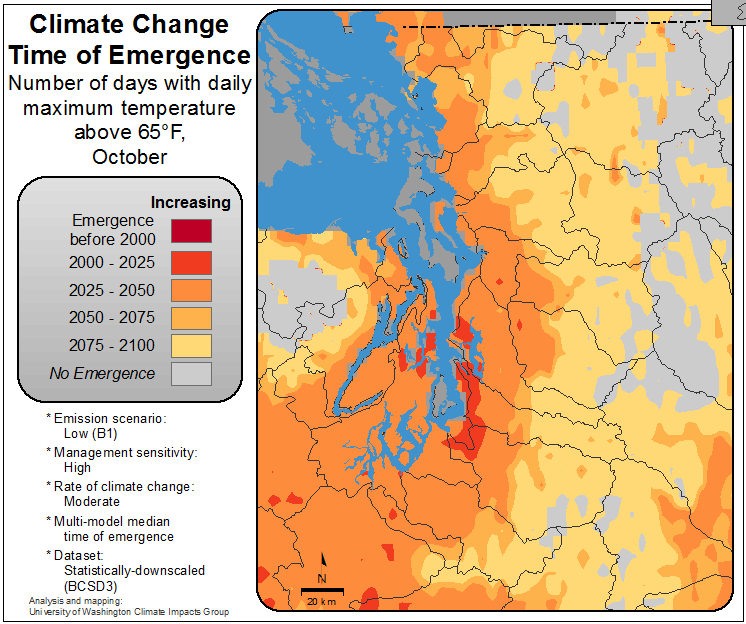 Climate Change
Time of Emergence
Number of days with daily
maximum temperature
above 65°F,
October
Increasing
Emergence
before 2000
2000 - 2025
2025 - 2050
2050 - 2075
2075 - 2100
No Emergence
* Emission scenario:
Low (B1)
* Management sensitivity:
High
* Rate of climate change:
Moderate
* Multi-model median
time of emergence
* Dataset:
Statistically-downscaled
(BCSD3)
Analysis and mapping:
University of Washington Climate Impacts Group
N
20 km